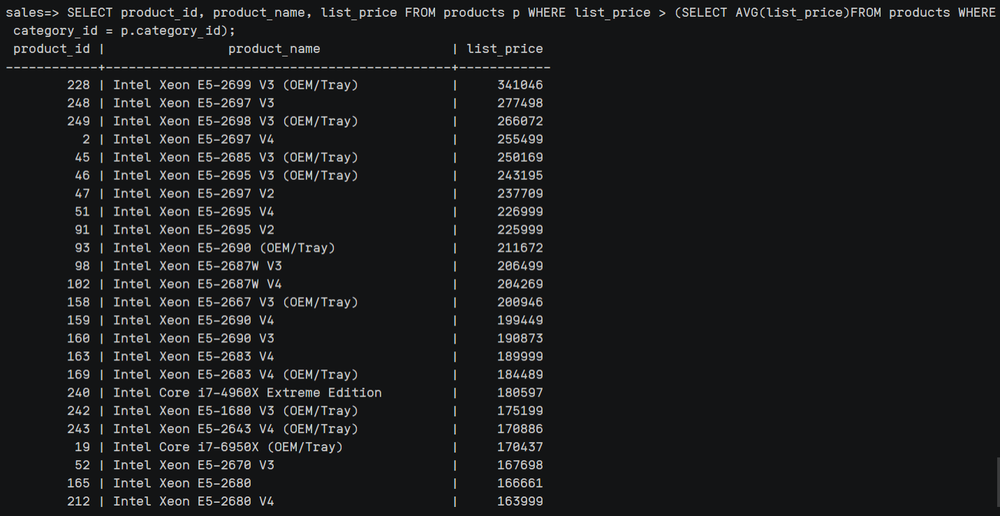 sales=> SELECT product_id, product_name, list_price FROM products p WHERE list_price > (SELECT AVG(list_price)FROM products WHERE
 category_id = p.category_id);
 product_id |                product_name                 | list_price
------------+---------------------------------------------+------------
        228 | Intel Xeon E5-2699 V3 (OEM/Tray)            |     341046
        248 | Intel Xeon E5-2697 V3                       |     277498
        249 | Intel Xeon E5-2698 V3 (OEM/Tray)            |     266072
          2 | Intel Xeon E5-2697 V4                       |     255499
         45 | Intel Xeon E5-2685 V3 (OEM/Tray)            |     250169
         46 | Intel Xeon E5-2695 V3 (OEM/Tray)            |     243195
         47 | Intel Xeon E5-2697 V2                       |     237709
         51 | Intel Xeon E5-2695 V4                       |     226999
         91 | Intel Xeon E5-2695 V2                       |     225999
         93 | Intel Xeon E5-2690 (OEM/Tray)               |     211672
         98 | Intel Xeon E5-2687W V3                      |     206499
        102 | Intel Xeon E5-2687W V4                      |     204269
        158 | Intel Xeon E5-2667 V3 (OEM/Tray)            |     200946
        159 | Intel Xeon E5-2690 V4                       |     199449
        160 | Intel Xeon E5-2690 V3                       |     190873
        163 | Intel Xeon E5-2683 V4                       |     189999
        169 | Intel Xeon E5-2683 V4 (OEM/Tray)            |     184489
        240 | Intel Core i7-4960X Extreme Edition         |     180597
        242 | Intel Xeon E5-1680 V3 (OEM/Tray)            |     175199
        243 | Intel Xeon E5-2643 V4 (OEM/Tray)            |     170886
         19 | Intel Core i7-6950X (OEM/Tray)              |     170437
         52 | Intel Xeon E5-2670 V3                       |     167698
        165 | Intel Xeon E5-2680                          |     166661
        212 | Intel Xeon E5-2680 V4                       |     163999